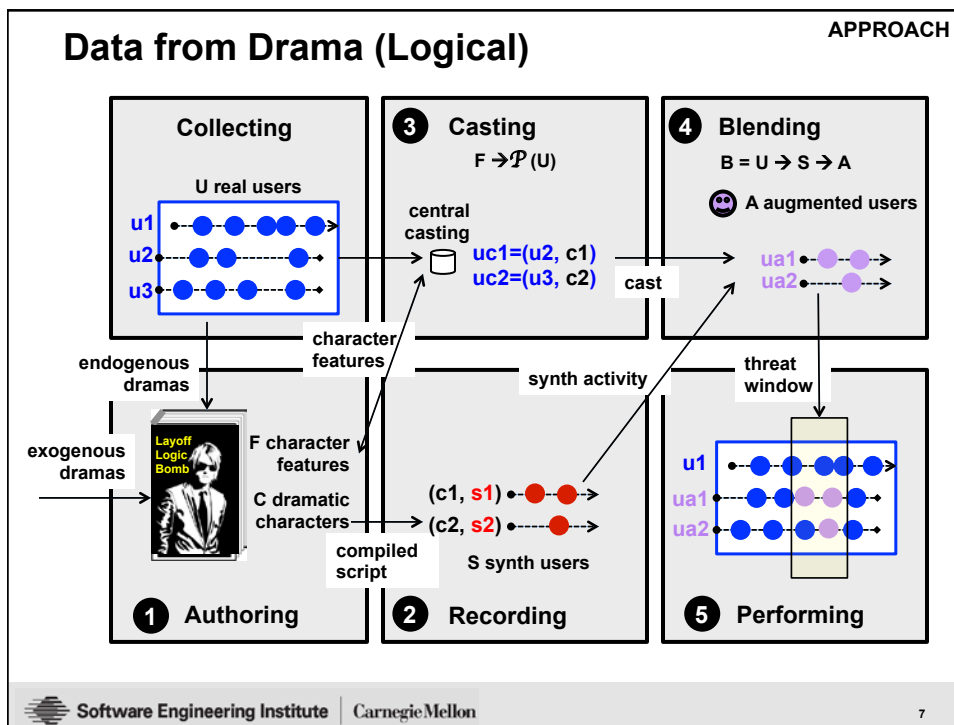 APPROACH
Data from Drama (Logical)
Collecting
U real users
u1
u2
u3
3 Casting
F → 𝒫 (U)
central
casting
uc1=(u2, c1)
uc2=(u3, c2)
cast
4 Blending
B = U → S → A
A augmented users
ua1
ua2
endogenous
dramas
character
features
synth activity
threat
window
exogenous
dramas
Layoff
Logic
Bomb
F character
features
C dramatic
characters
compiled
script
1 Authoring
(c1, s1)
(c2, s2)
S synth users
2 Recording
u1
ua1
ua2
5 Performing
Software Engineering Institute | Carnegie Mellon
7